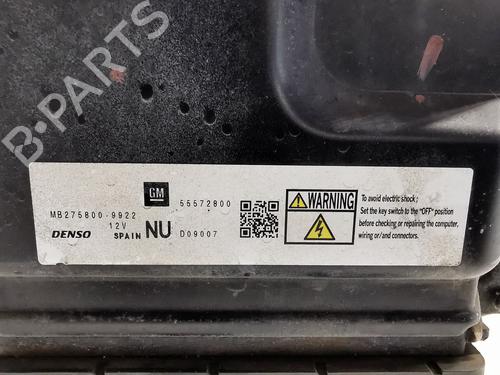 B-PARTS
GM
55572800
MB275800-9922
12V
DENSO SPAIN NU D09007
WARNING
To avoid electric shock;
Set the key switch to the "OFF" position
before checking or repairing the computer,
wiring or/and connectors.